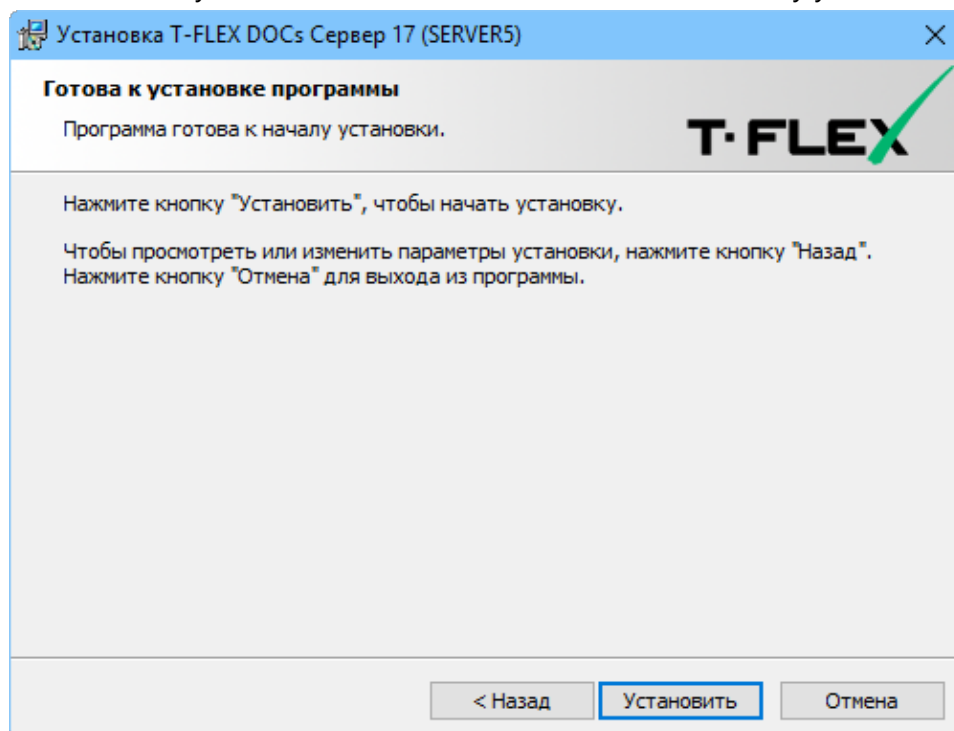 Установка T-FLEX DOCs Сервер 17 (SERVER5)
Готова к установке программы
Программа готова к началу установки.
T·FLEX
Нажмите кнопку "Установить", чтобы начать установку.
Чтобы просмотреть или изменить параметры установки, нажмите кнопку "Назад".
Нажмите кнопку "Отмена" для выхода из программы.
< Назад
Установить
Отмена